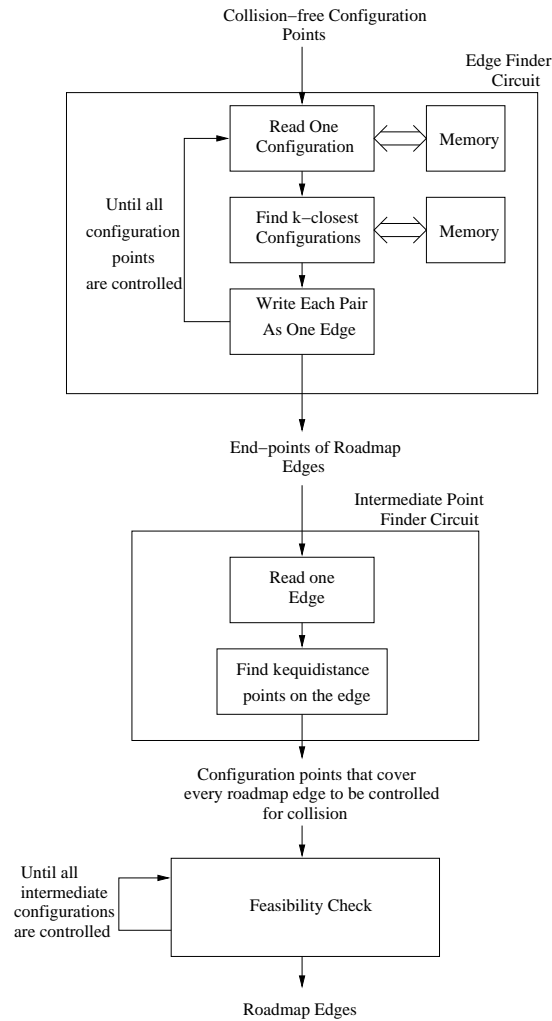 Collision−free Configuration
Points
Edge Finder
Circuit
Read One
Configuration
Memory
Until all
configuration
points
are controlled
Find k−closest
Configurations
Memory
Write Each Pair
As One Edge
End−points of Roadmap
Edges
Intermediate Point
Finder Circuit
Read one
Edge
Find kequidistance
points on the edge
Configuration points that cover
every roadmap edge to be controlled
for collision
Until all
intermediate
configurations
are controlled
Feasibility Check
Roadmap Edges